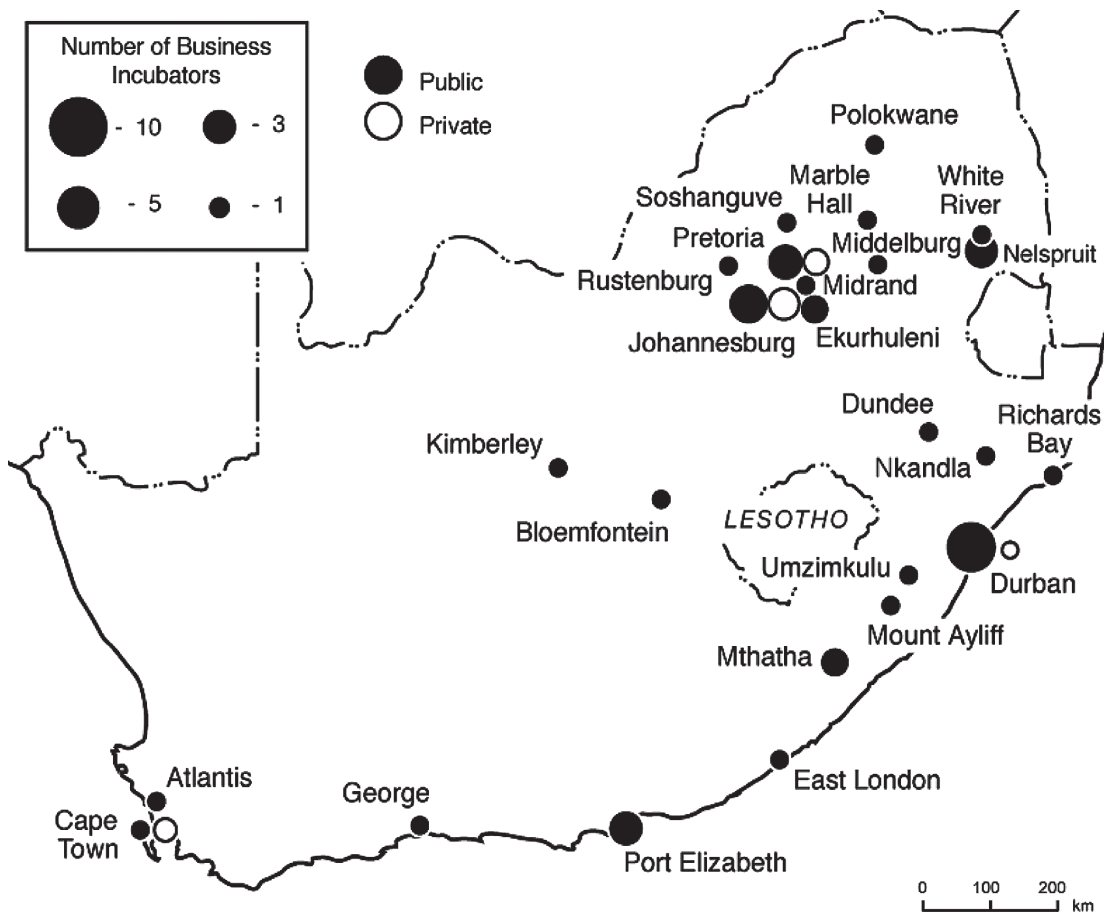 Number of Business
Incubators
- 10
- 3
- 5
- 1
Public
Private
Polokwane
Marble
Hall
White
River
Soshanguve
Pretoria
Middelburg
Nelspruit
Rustenburg
Midrand
Johannesburg
Ekurhuleni
Dundee
Richards
Bay
Kimberley
Nkandla
Bloemfontein
LESOTHO
Umzimkulu
Durban
Mount Ayliff
Mthatha
Atlantis
East London
George
Cape
Town
Port Elizabeth
0 100 200
km